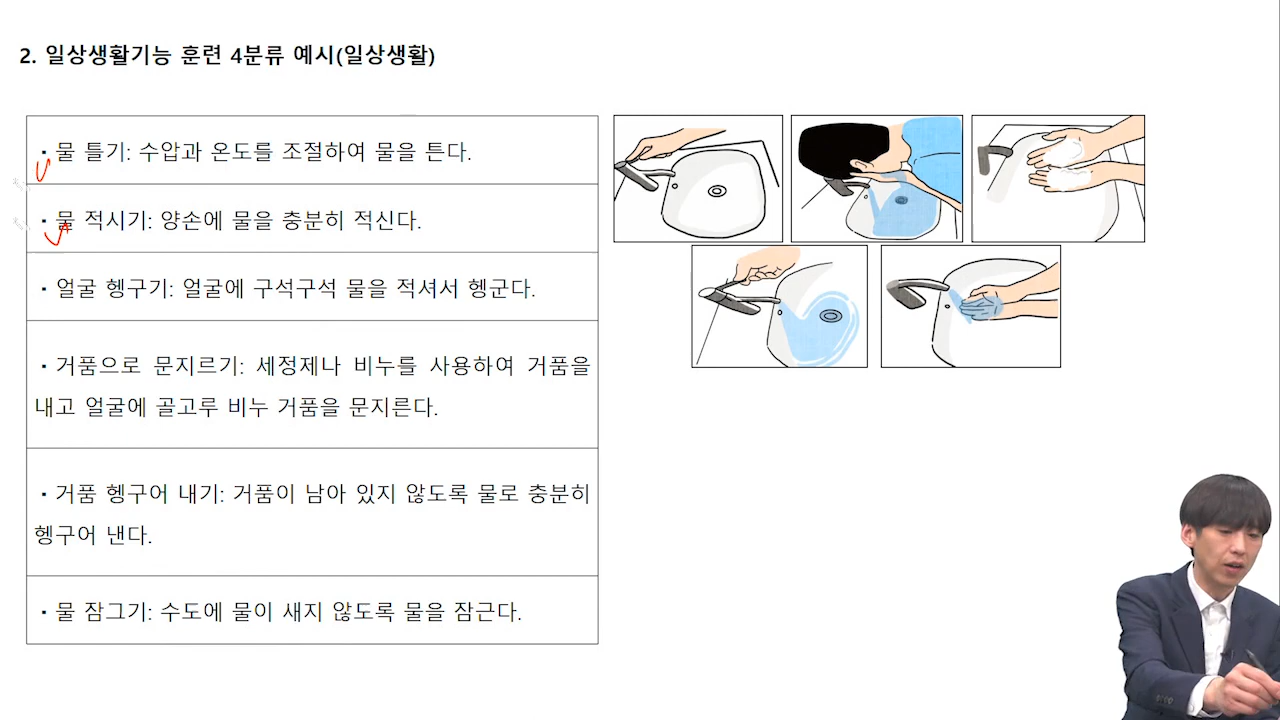 2. 일상생활기능 훈련 4분류 예시(일상생활)
· 물 틀기: 수압과 온도를 조절하여 물을 튼다.
· 물 적시기: 양손에 물을 충분히 적신다.
· 얼굴 헹구기: 얼굴에 구석구석 물을 적셔서 헹군다.
· 거품으로 문지르기: 세정제나 비누를 사용하여 거품을
내고 얼굴에 골고루 비누 거품을 문지른다.
· 거품 헹구어 내기: 거품이 남아 있지 않도록 물로 충분히
헹구어 낸다.
· 물 잠그기: 수도에 물이 새지 않도록 물을 잠근다.